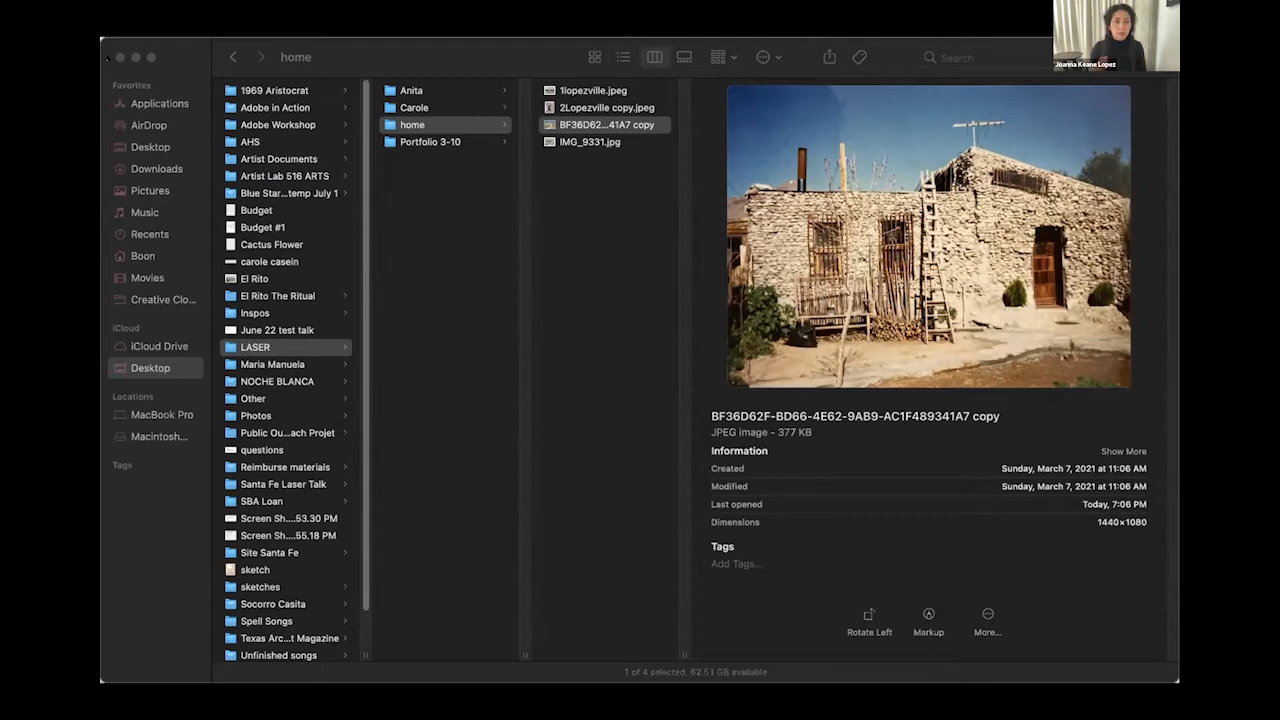 home
Search
Joanna Keane Lopez
Favorites
Applications
AirDrop
Desktop
Downloads
Pictures
Music
Recents
Boon
Movies
Creative Clo...
iCloud
iCloud Drive
Desktop
Locations
MacBook Pro
Macintosh...
Tags
1969 Aristocrat
Adobe in Action
Adobe Workshop
AHS
Artist Documents
Artist Lab 516 ARTS
Blue Star...temp July 1
Budget
Budget #1
Cactus Flower
carole casein
El Rito
El Rito The Ritual
Inspos
June 22 test talk
LASER
Maria Manuela
NOCHE BLANCA
Other
Photos
Public Ou...ach Projet
questions
Reimburse materials
Santa Fe Laser Talk
SBA Loan
Screen Sh....53.30 PM
Screen Sh....55.18 PM
Site Santa Fe
sketch
sketches
Socorro Casita
Spell Songs
Texas Arc...t Magazine
Unfinished songs
Anita
Carole
home
Portfolio 3-10
1lopezville.jpeg
2Lopezville copy.jpeg
BF36D62...41A7 copy
IMG_9331.jpg
BF36D62F-BD66-4E62-9AB9-AC1F489341A7 copy
JPEG image - 377 KB
Information Show More
Created Sunday, March 7, 2021 at 11:06 AM
Modified Sunday, March 7, 2021 at 11:06 AM
Last opened Today, 7:06 PM
Dimensions 1440×1080
Tags
Add Tags...
Rotate Left Markup More...
1 of 4 selected, 62.51 GB available